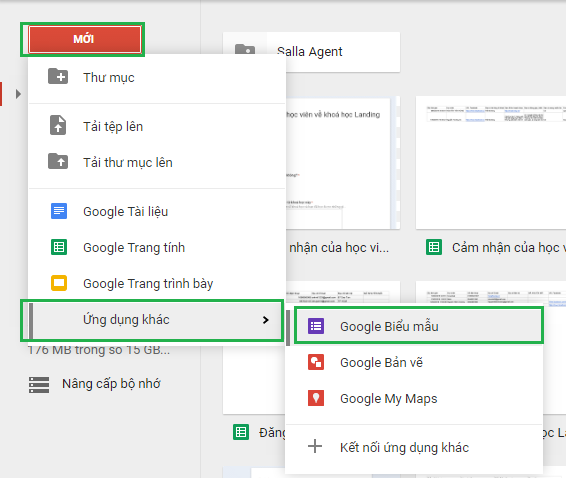 MỚI
Salla Agent
Thư mục
Tải tệp lên
Tải thư mục lên
Google Tài liệu
Google Trang tính
Google Trang trình bày
Ứng dụng khác
176 MB trong số 15 GB...
Nâng cấp bộ nhớ
học viên về khoá học Landing
nhận của học vi...
Cảm nhận của học v
Google Biểu mẫu
Google Bản vẽ
Google My Maps
Kết nối ứng dụng khác
Đăn
học L